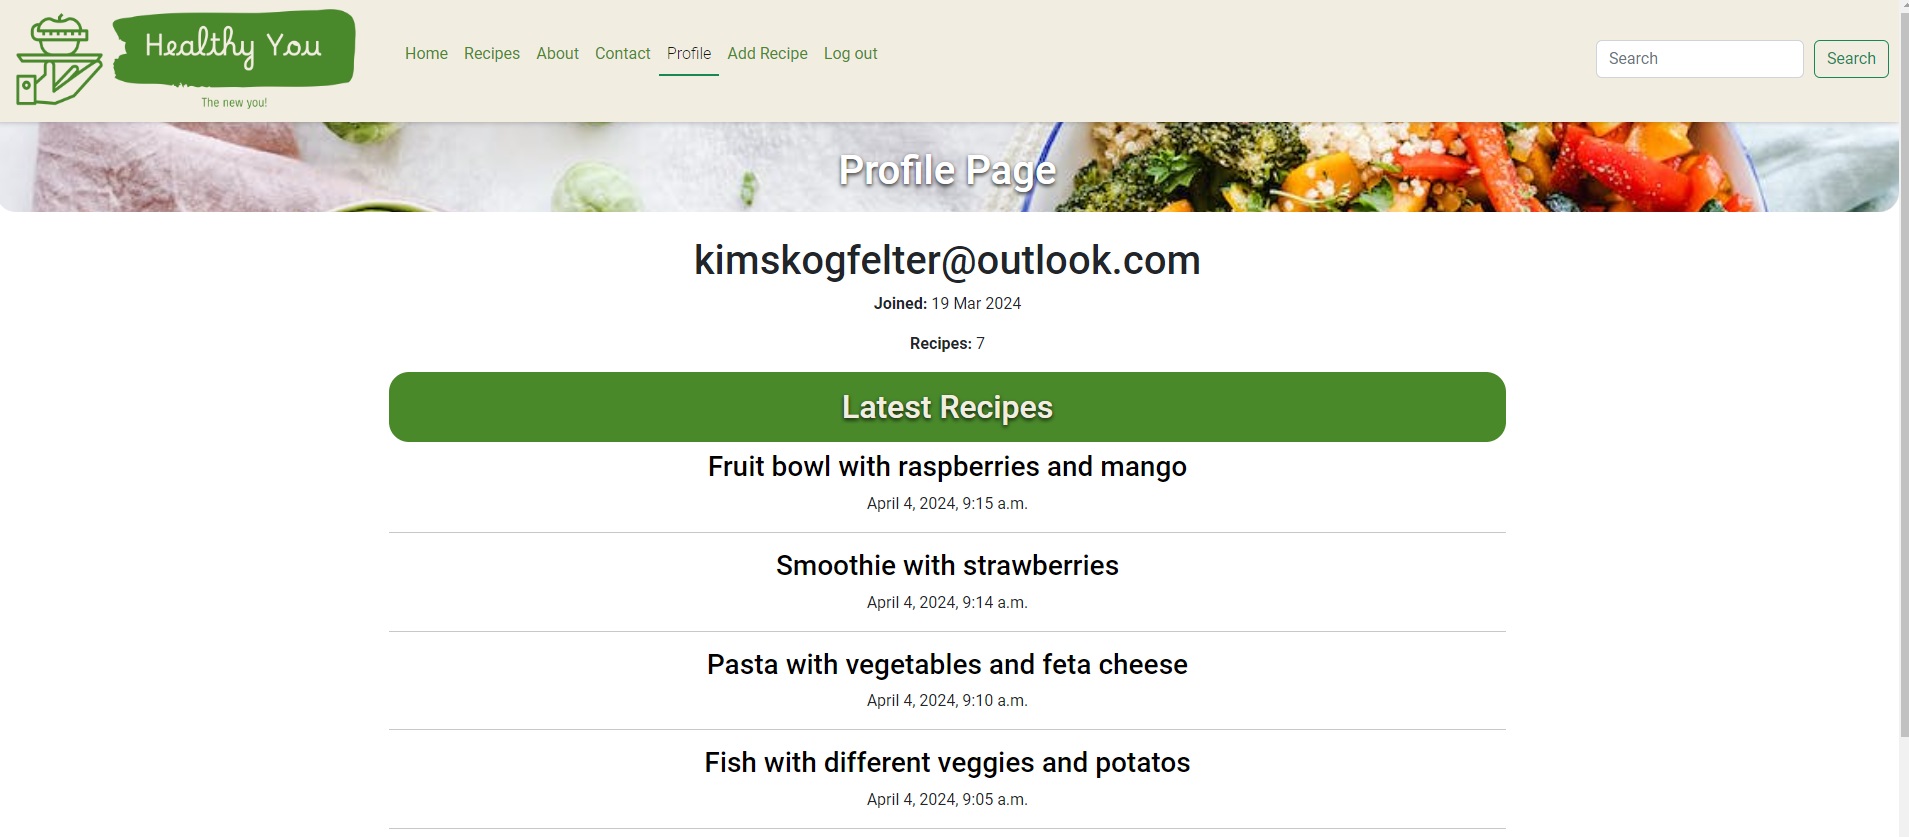 Healthy You
The new you!
Home Recipes About Contact Profile Add Recipe Log out
Search Search
Profile Page
kimskogfelter@outlook.com
Joined: 19 Mar 2024
Recipes: 7
Latest Recipes
Fruit bowl with raspberries and mango
April 4, 2024, 9:15 a.m.
Smoothie with strawberries
April 4, 2024, 9:14 a.m.
Pasta with vegetables and feta cheese
April 4, 2024, 9:10 a.m.
Fish with different veggies and potatos
April 4, 2024, 9:05 a.m.